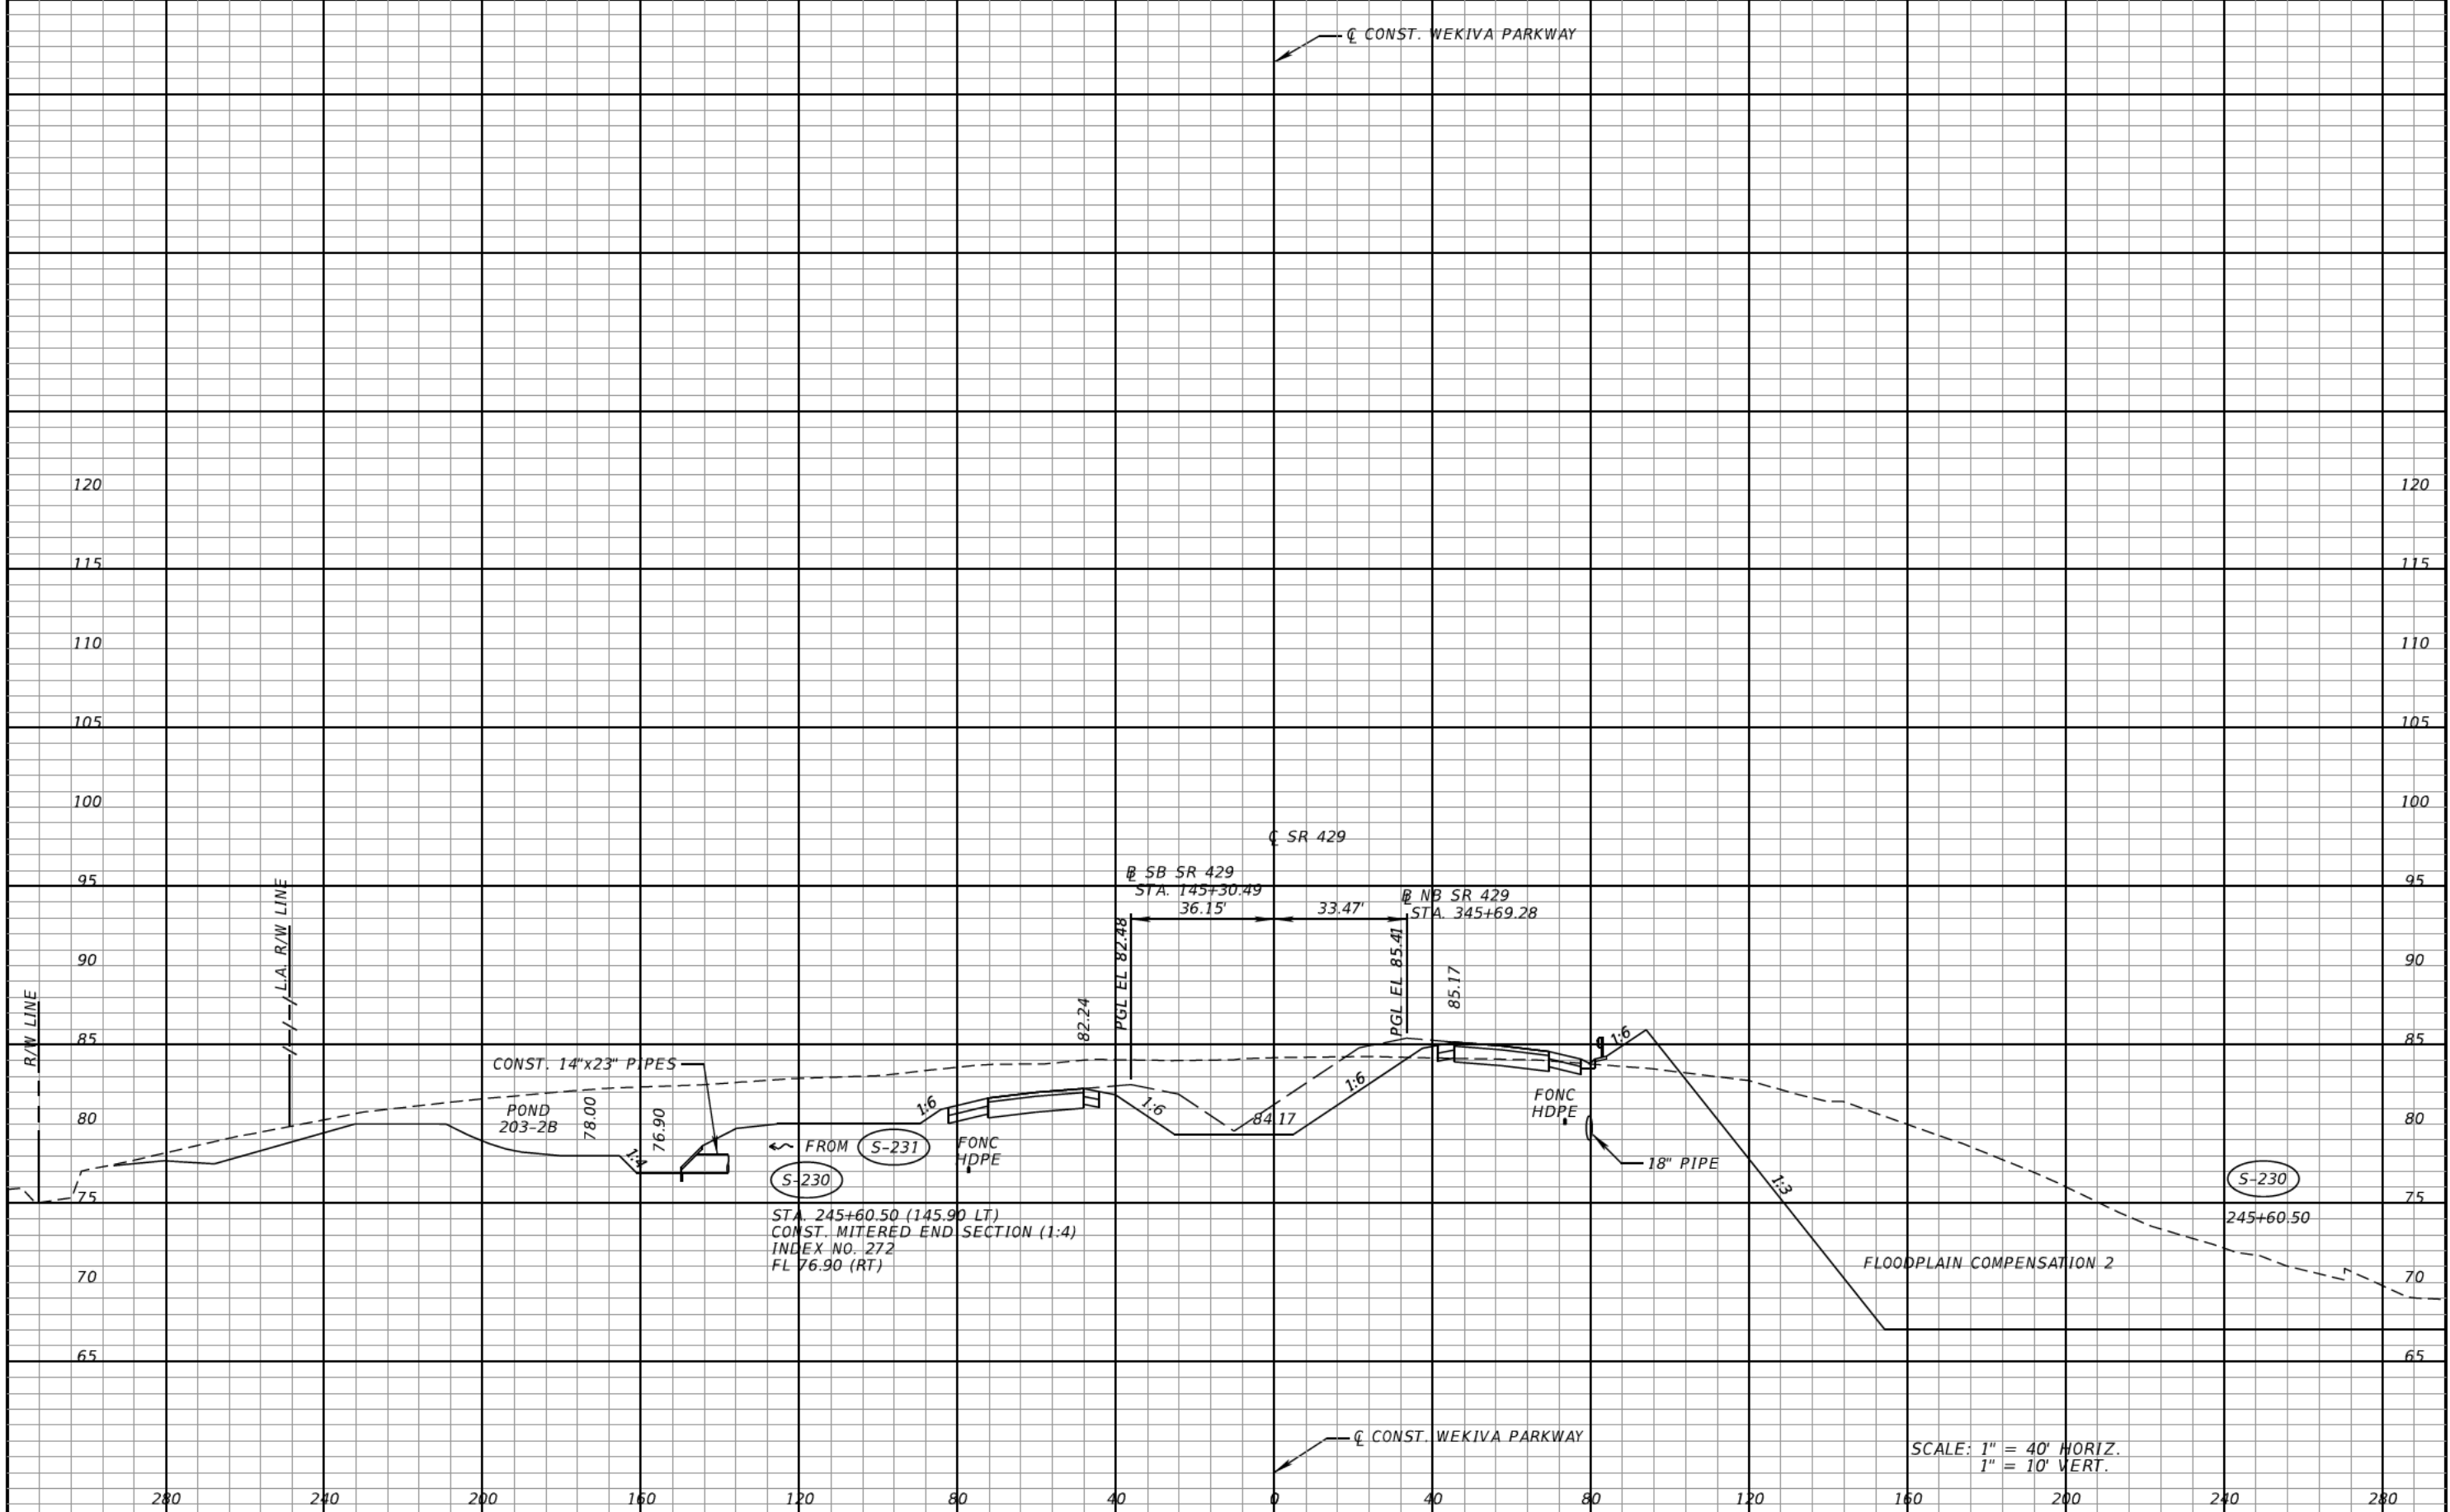 ℄ CONST. WEKIVA PARKWAY
120 120
115 115
110 110
105 105
100 100
℄ SR 429
95 95
L.A. R/W LINE
R/W LINE
90 90
85 85
80 80
75 75
70 70
65 65
B̵ SB SR 429
STA. 145+30.49
36.15'
33.47'
B̵ NB SR 429
STA. 345+69.28
PGL EL 82.48
PGL EL 85.41
82.24
85.17
CONST. 14"x23" PIPES
POND
203-2B
78.00
76.90
1:4
1:6
1:6
84.17
1:6
1:6
1:3
FROM S-231
S-230
FONC
HDPE
FONC
HDPE
18" PIPE
STA. 245+60.50 (145.90 LT)
CONST. MITERED END SECTION (1:4)
INDEX NO. 272
FL 76.90 (RT)
S-230
245+60.50
FLOODPLAIN COMPENSATION 2
℄ CONST. WEKIVA PARKWAY
SCALE: 1" = 40' HORIZ.
1" = 10' VERT.
280 240 200 160 120 80 40 0 40 80 120 160 200 240 280